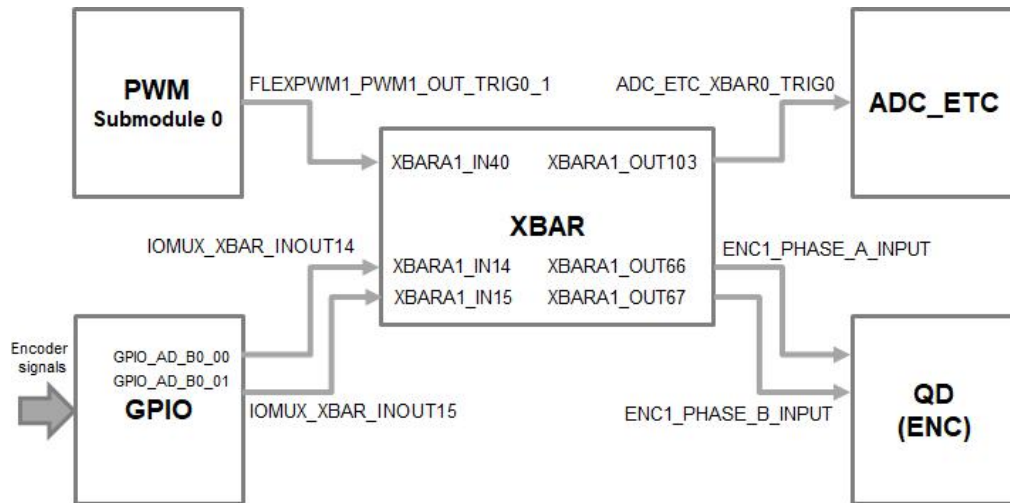 PWM
Submodule 0
FLEXPWM1_PWM1_OUT_TRIG0_1
ADC_ETC_XBAR0_TRIG0
ADC_ETC
XBARA1_IN40
XBARA1_OUT103
XBAR
IOMUX_XBAR_INOUT14
ENC1_PHASE_A_INPUT
XBARA1_IN14
XBARA1_OUT66
XBARA1_IN15
XBARA1_OUT67
Encoder
signals
GPIO_AD_B0_00
GPIO_AD_B0_01
GPIO
IOMUX_XBAR_INOUT15
ENC1_PHASE_B_INPUT
QD
(ENC)